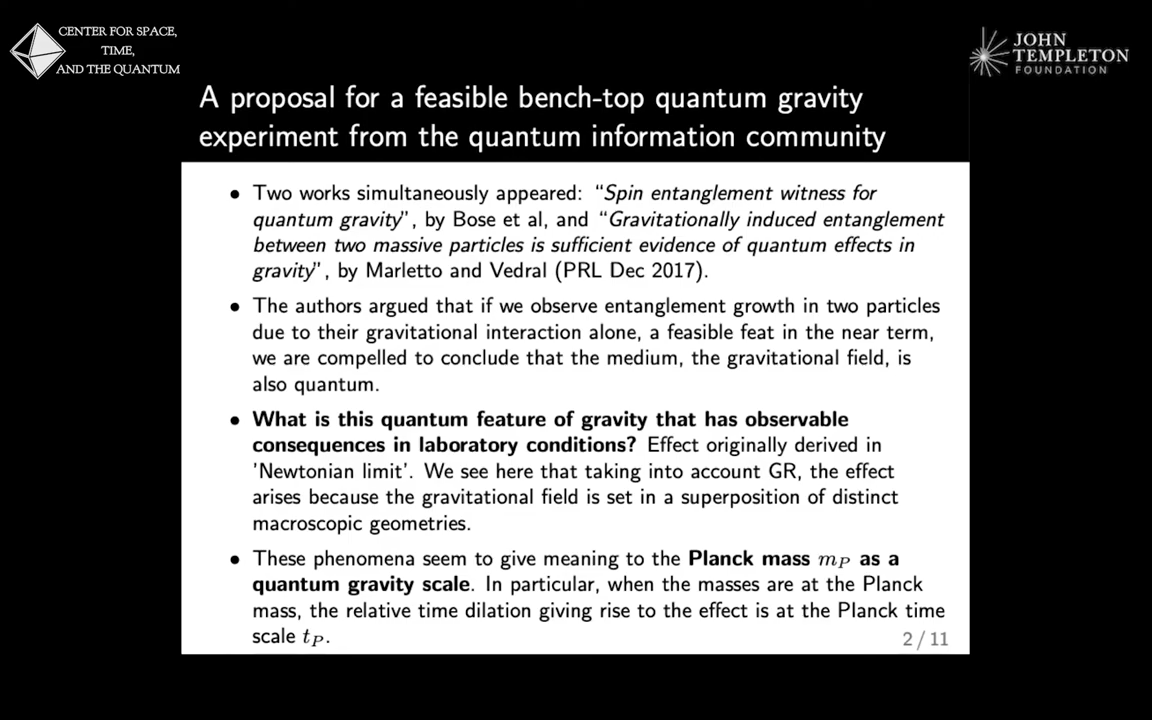 CENTER FOR SPACE,
TIME,
AND THE QUANTUM
JOHN
TEMPLETON
FOUNDATION
A proposal for a feasible bench-top quantum gravity
experiment from the quantum information community
• Two works simultaneously appeared: “Spin entanglement witness for
quantum gravity”, by Bose et al, and “Gravitationally induced entanglement
between two massive particles is sufficient evidence of quantum effects in
gravity”, by Marletto and Vedral (PRL Dec 2017).
• The authors argued that if we observe entanglement growth in two particles
due to their gravitational interaction alone, a feasible feat in the near term,
we are compelled to conclude that the medium, the gravitational field, is
also quantum.
• What is this quantum feature of gravity that has observable
consequences in laboratory conditions? Effect originally derived in
'Newtonian limit'. We see here that taking into account GR, the effect
arises because the gravitational field is set in a superposition of distinct
macroscopic geometries.
• These phenomena seem to give meaning to the Planck mass m_P as a
quantum gravity scale. In particular, when the masses are at the Planck
mass, the relative time dilation giving rise to the effect is at the Planck time
scale t_P.
2 / 11